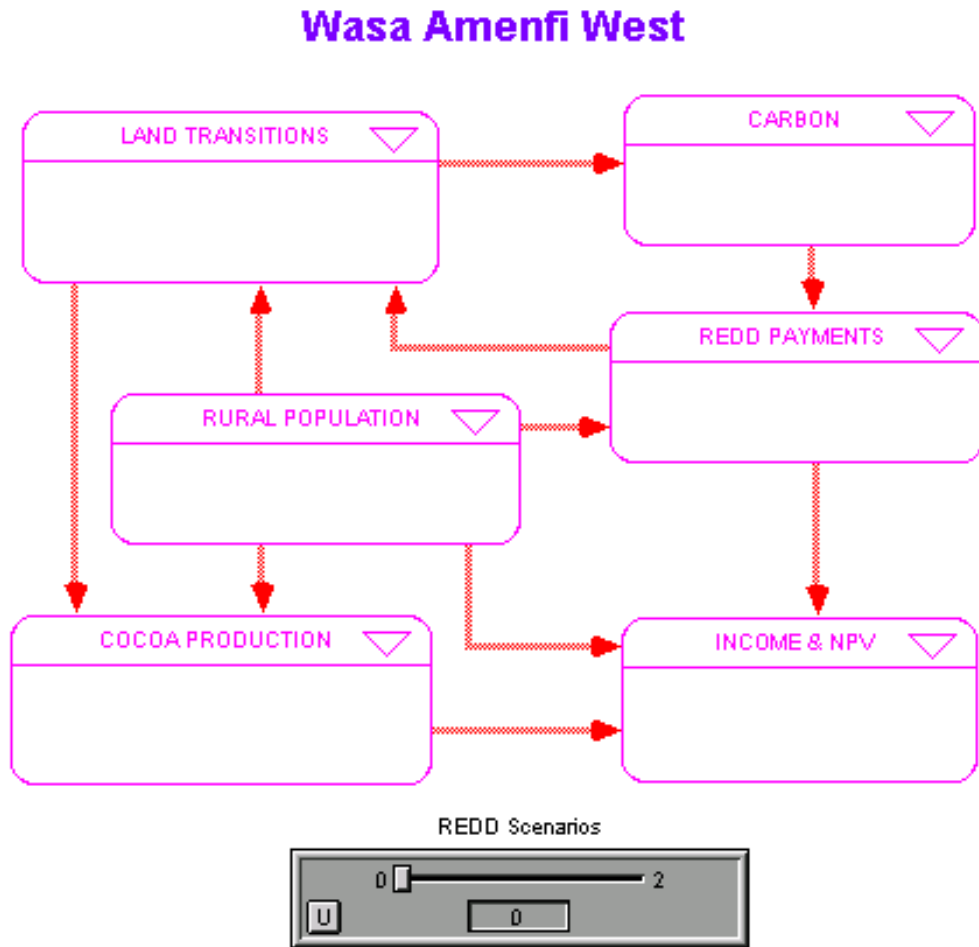 Wasa Amenfi West
LAND TRANSITIONS
CARBON
REDD PAYMENTS
RURAL POPULATION
COCOA PRODUCTION
INCOME & NPV
REDD Scenarios
0
2
U
0